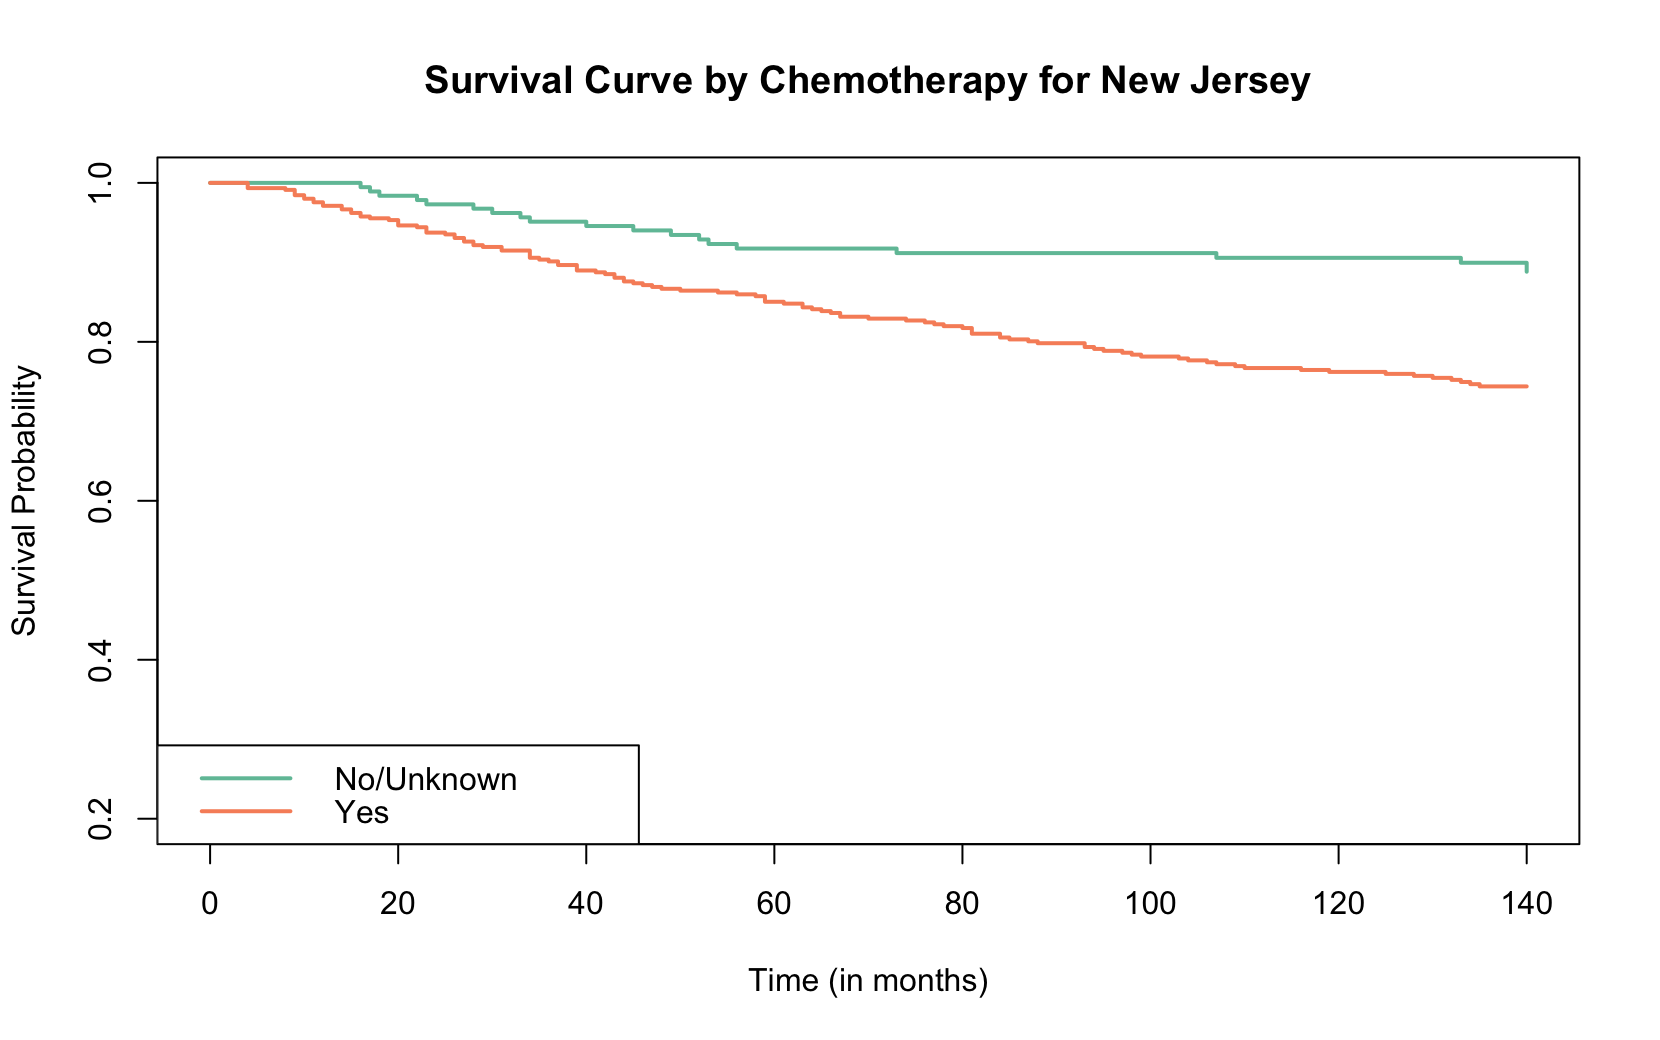 Survival Curve by Chemotherapy for New Jersey
Survival Probability
1.0
0.8
0.6
0.4
0.2
No/Unknown
Yes
0 20 40 60 80 100 120 140
Time (in months)